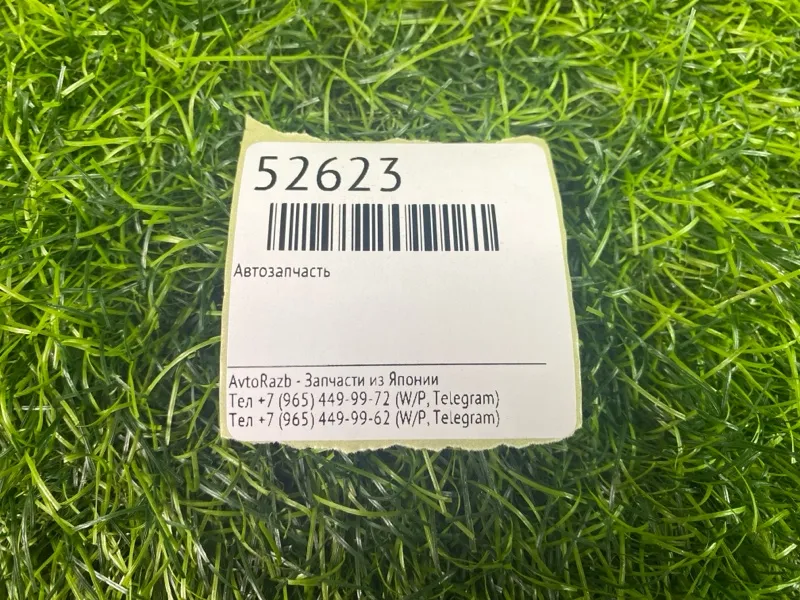 52623
Автозапчасть
AvtoRazb - Запчасти из Японии
Тел +7 (965) 449-99-72 (W/P, Telegram)
Тел +7 (965) 449-99-62 (W/P, Telegram)